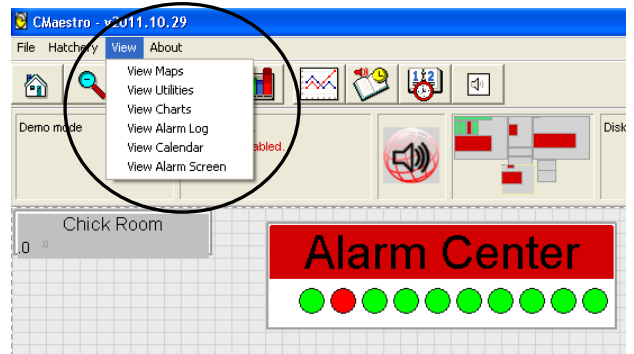 CMaestro - v2011.10.29
File Hatchery View About
View Maps
View Utilities
View Charts
View Alarm Log
View Calendar
View Alarm Screen
Demo mode
abled.
Disk
Chick Room
0
Alarm Center